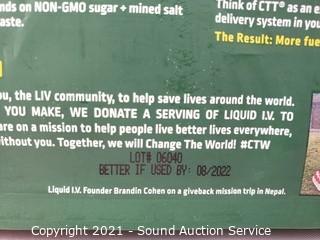 nds on NON-GMO sugar + mined salt
aste.
Think of CTT® as an e
delivery system in you
The Result: More fue
ou, the LIV community, to help save lives around the world.
YOU MAKE, WE DONATE A SERVING OF LIQUID I.V. TO
are on a mission to help people live better lives everywhere,
without you. Together, we will Change The World! #CTW
LOT# 06040
BETTER IF USED BY: 08/2022
Liquid I.V. Founder Brandin Cohen on a giveback mission trip in Nepal.
Copyright 2021 - Sound Auction Service